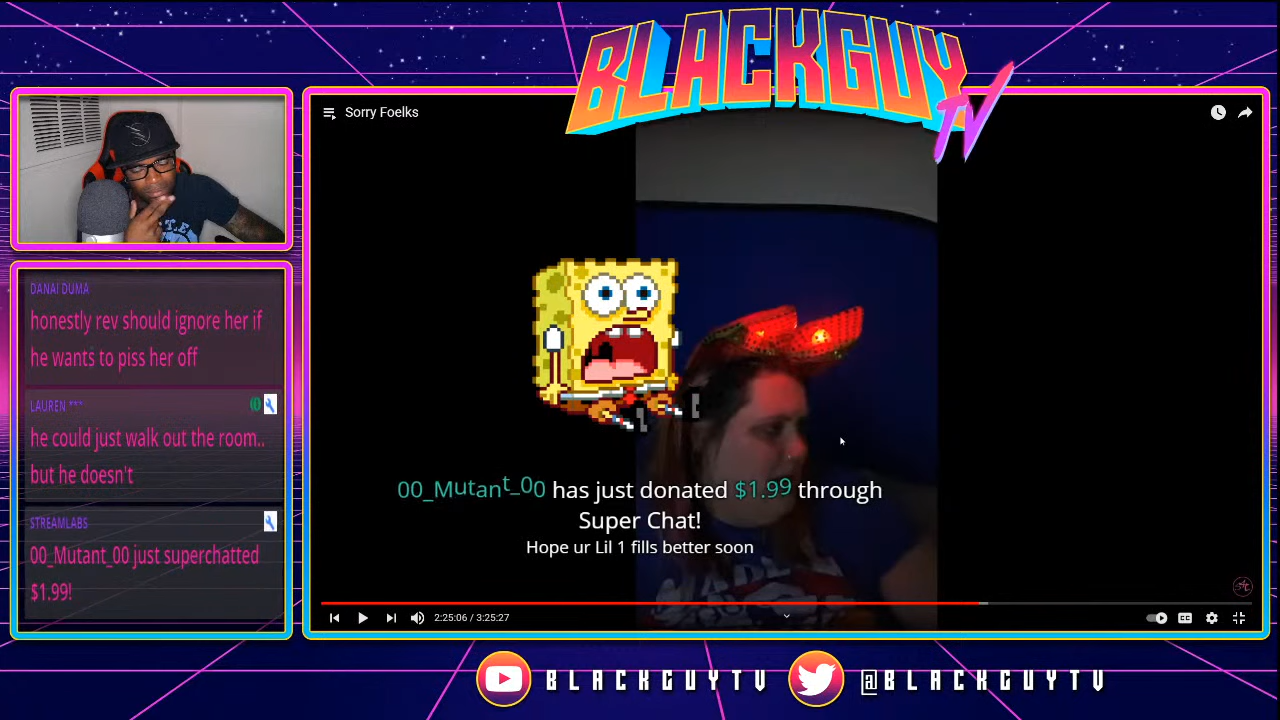 BLACKGUY
TV
Sorry Foelks
DANAI DUMA
honestly rev should ignore her if
he wants to piss her off
LAUREN ***
he could just walk out the room..
but he doesn't
STREAMLABS
00_Mutant_00 just superchatted
$1.99!
00_Mutant_00 has just donated $1.99 through
Super Chat!
Hope ur Lil 1 fills better soon
2:25:06 / 3:25:27
CC
BLACKGUYTV
@BLACKGUYTV